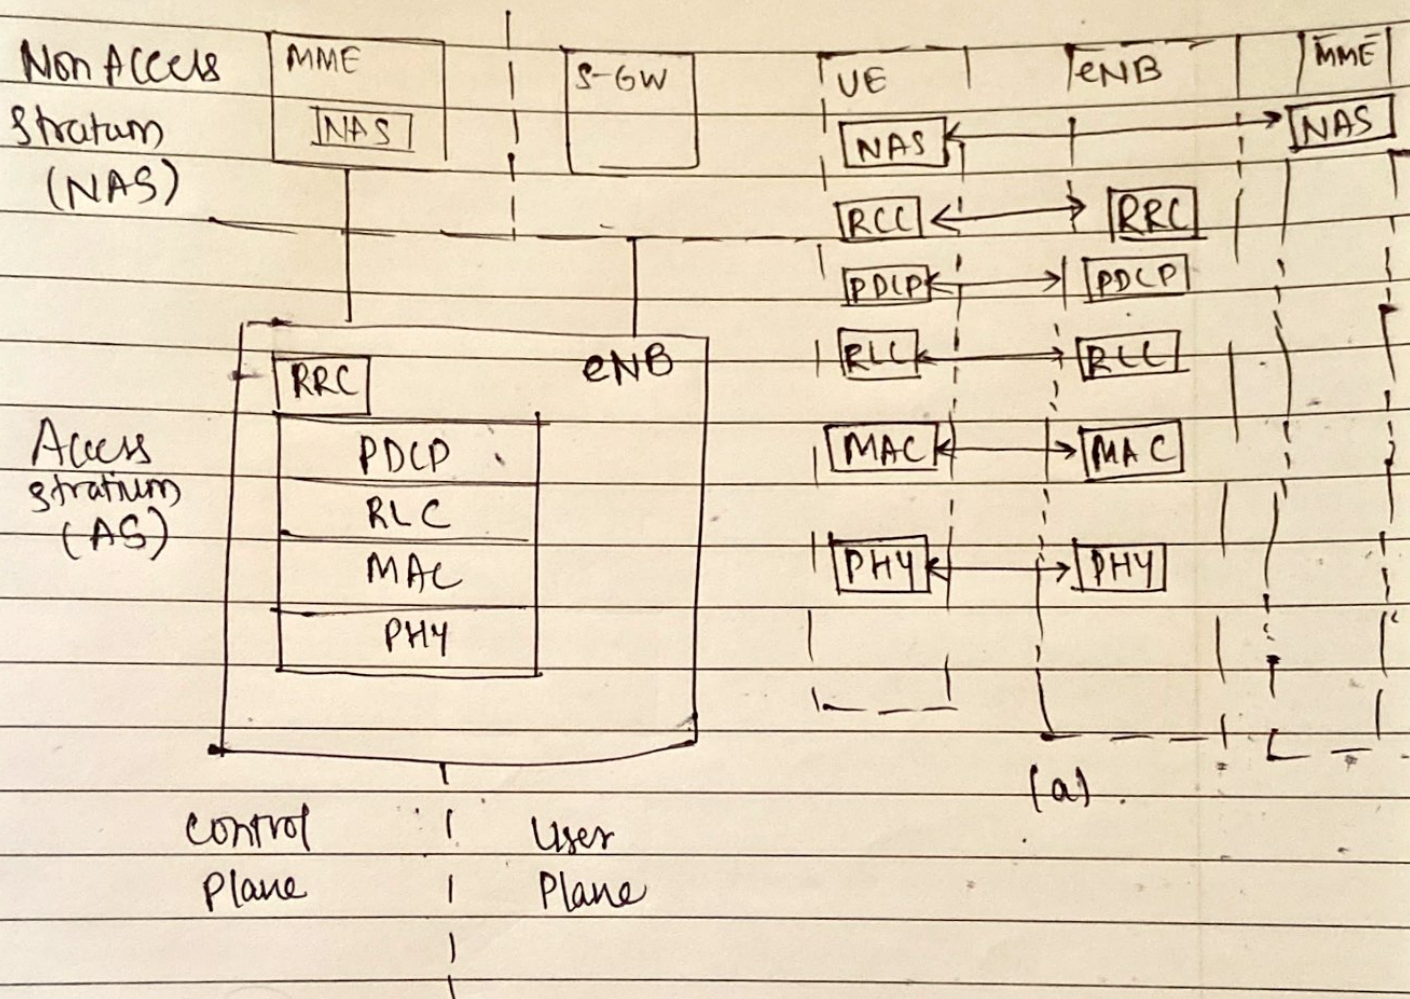 Non Access
Stratum
(NAS)
MME
NAS
S-GW
Access
stratium
(AS)
RRC
eNB
PDCP
RLC
MAC
PHY
Control
Plane
User
Plane
UE
eNB
MME
NAS
NAS
RCC
RRC
PDCP
PDCP
RLC
RLC
MAC
MAC
PHY
PHY
(a)